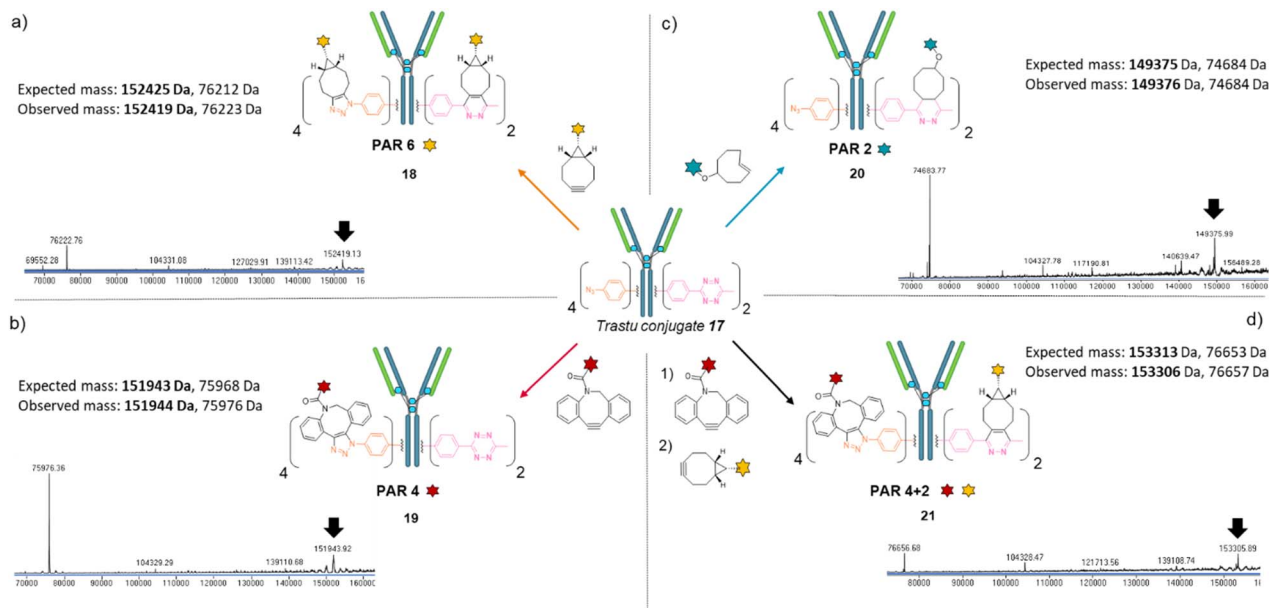 a)
Expected mass: 152425 Da, 76212 Da
Observed mass: 152419 Da, 76223 Da
H
H
N
N=N
N
N
4
2
PAR 6
18
76222.76
69552.28
104331.08
127029.91
139113.42
152419.13
70000 80000 90000 100000 110000 120000 130000 140000 150000 160
H
H
c)
Expected mass: 149375 Da, 74684 Da
Observed mass: 149376 Da, 74684 Da
O
N3
N
N
4
2
PAR 2
20
O
74683.77
104327.78
117190.81
140639.47
149375.99
156489.28
70000 80000 90000 100000 110000 120000 130000 140000 150000 16000
4
N3
N=N
N=N
2
Trastu conjugate 17
b)
Expected mass: 151943 Da, 75968 Da
Observed mass: 151944 Da, 75976 Da
O
N
N
N=N
N=N
N=N
4
2
PAR 4
19
75976.36
104329.29
139110.68
151943.92
70000 80000 90000 100000 110000 120000 130000 140000 150000 1600
1)
O
N
2)
H
H
d)
Expected mass: 153313 Da, 76653 Da
Observed mass: 153306 Da, 76657 Da
O
N
N
N=N
H
H
N
N
4
2
PAR 4+2
21
76656.68
104328.47
121713.56
139108.74
153305.89
80000 90000 100000 110000 120000 130000 140000 150000